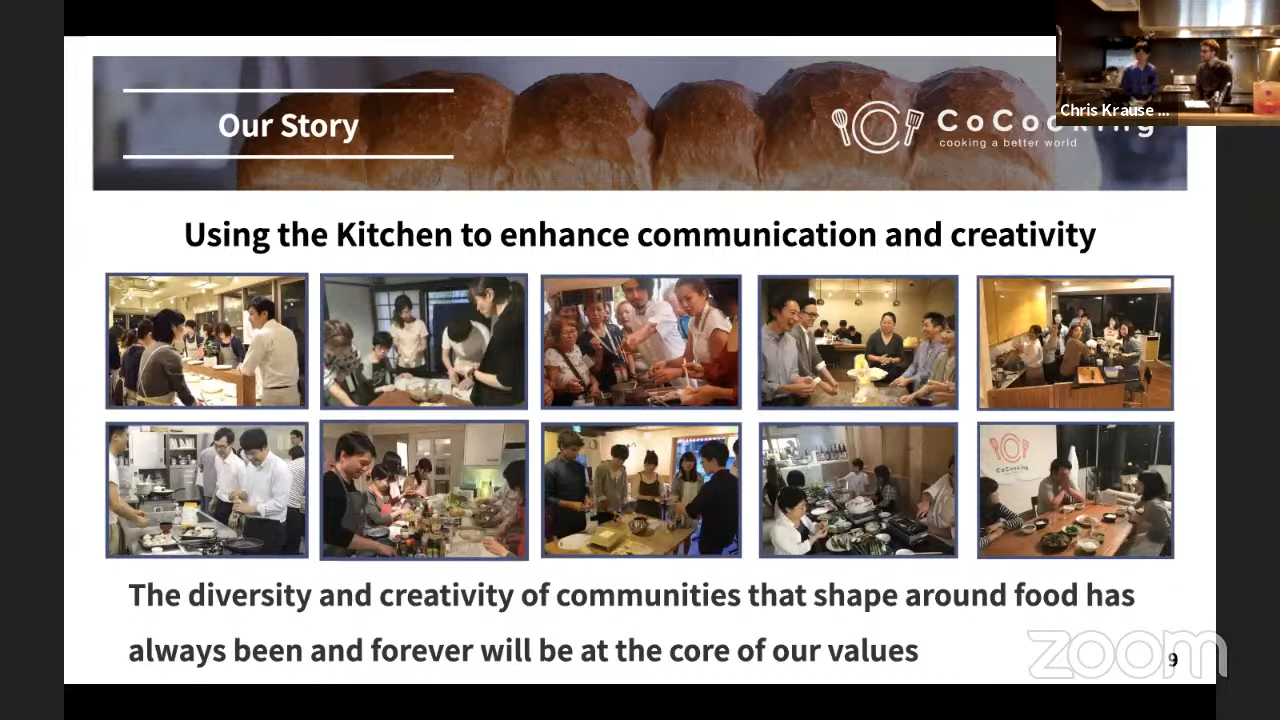 Chris Krause ...
Our Story
CoCooking
cooking a better world
Using the Kitchen to enhance communication and creativity
CoCooking
The diversity and creativity of communities that shape around food has
always been and forever will be at the core of our values
zoom
9